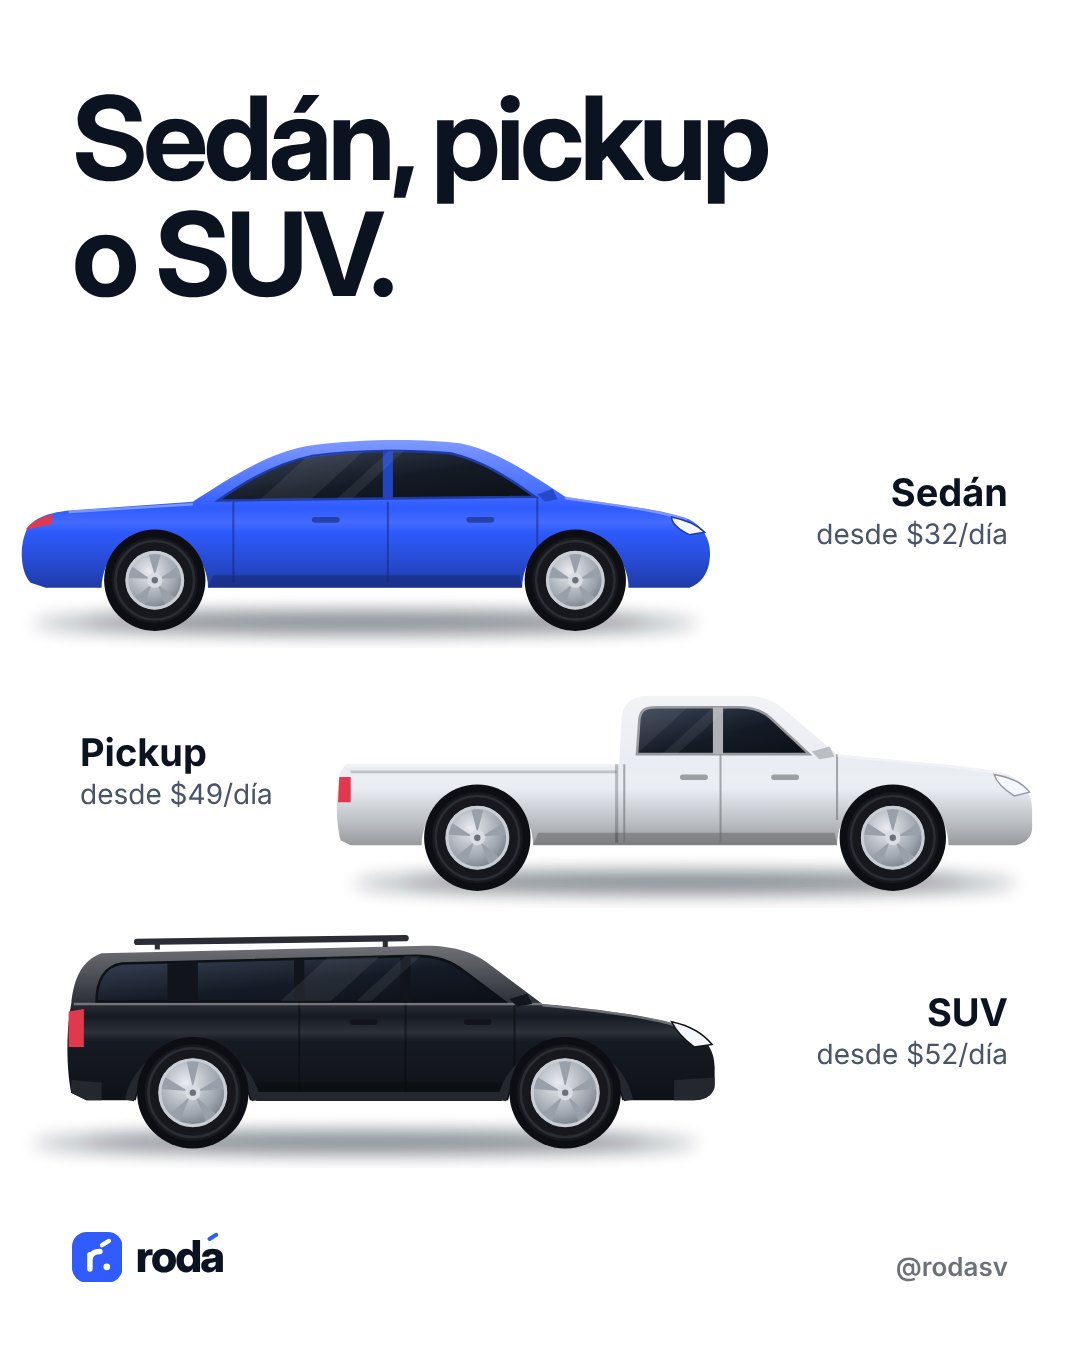 Sedán, pickup
o SUV.
Sedán
desde $32/día
Pickup
desde $49/día
SUV
desde $52/día
ŕ.
rodá
@rodasv